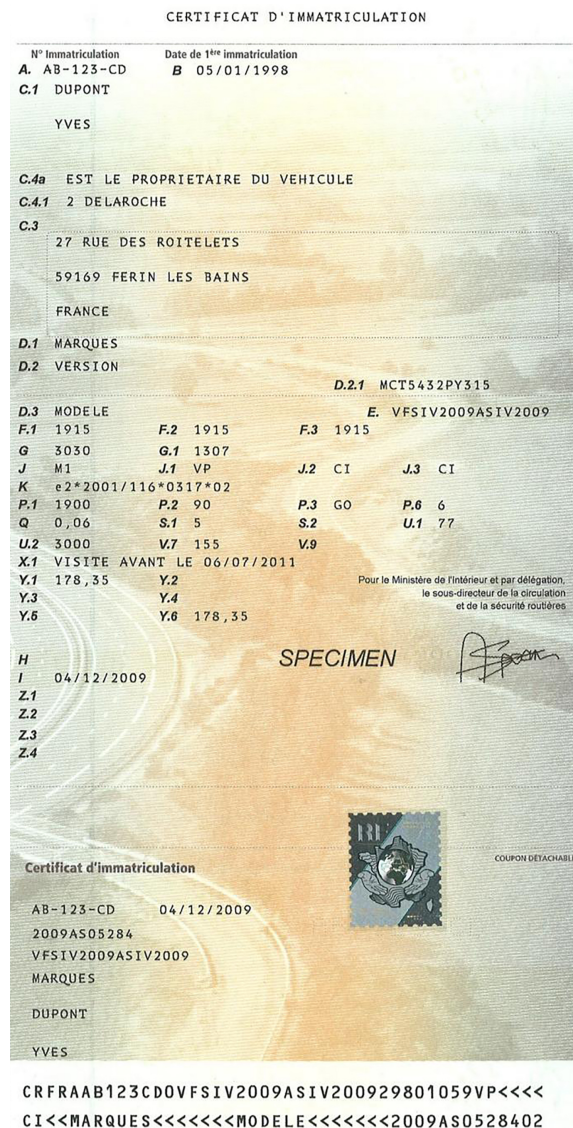 CERTIFICAT D'IMMATRICULATION
N° Immatriculation Date de 1ère immatriculation
A. AB-123-CD B 05/01/1998
C.1 DUPONT
YVES
C.4a EST LE PROPRIETAIRE DU VEHICULE
C.4.1 2 DELAROCHE
C.3
27 RUE DES ROITELETS
59169 FERIN LES BAINS
FRANCE
D.1 MARQUES
D.2 VERSION
D.2.1 MCT5432PY315
D.3 MODELE E. VFSIV2009ASIV2009
F.1 1915 F.2 1915 F.3 1915
G 3030 G.1 1307
J M1 J.1 VP J.2 CI J.3 CI
K e2*2001/116*0317*02
P.1 1900 P.2 90 P.3 GO P.6 6
Q 0,06 S.1 5 S.2 U.1 77
U.2 3000 V.7 155 V.9
X.1 VISITE AVANT LE 06/07/2011
Y.1 178,35 Y.2
Pour le Ministère de l'Intérieur et par délégation,
Y.3 Y.4 le sous-directeur de la circulation
et de la sécurité routières
Y.5 Y.6 178,35
SPECIMEN
H
I 04/12/2009
Z.1
Z.2
Z.3
Z.4
COUPON DÉTACHABLE
Certificat d'immatriculation
AB-123-CD 04/12/2009
2009AS05284
VFSIV2009ASIV2009
MARQUES
DUPONT
YVES
CRFRAAB123CD0VFSIV2009ASIV200929801059VP<<<<
CI<<MARQUES<<<<<<<MODELE<<<<<<<2009AS0528402